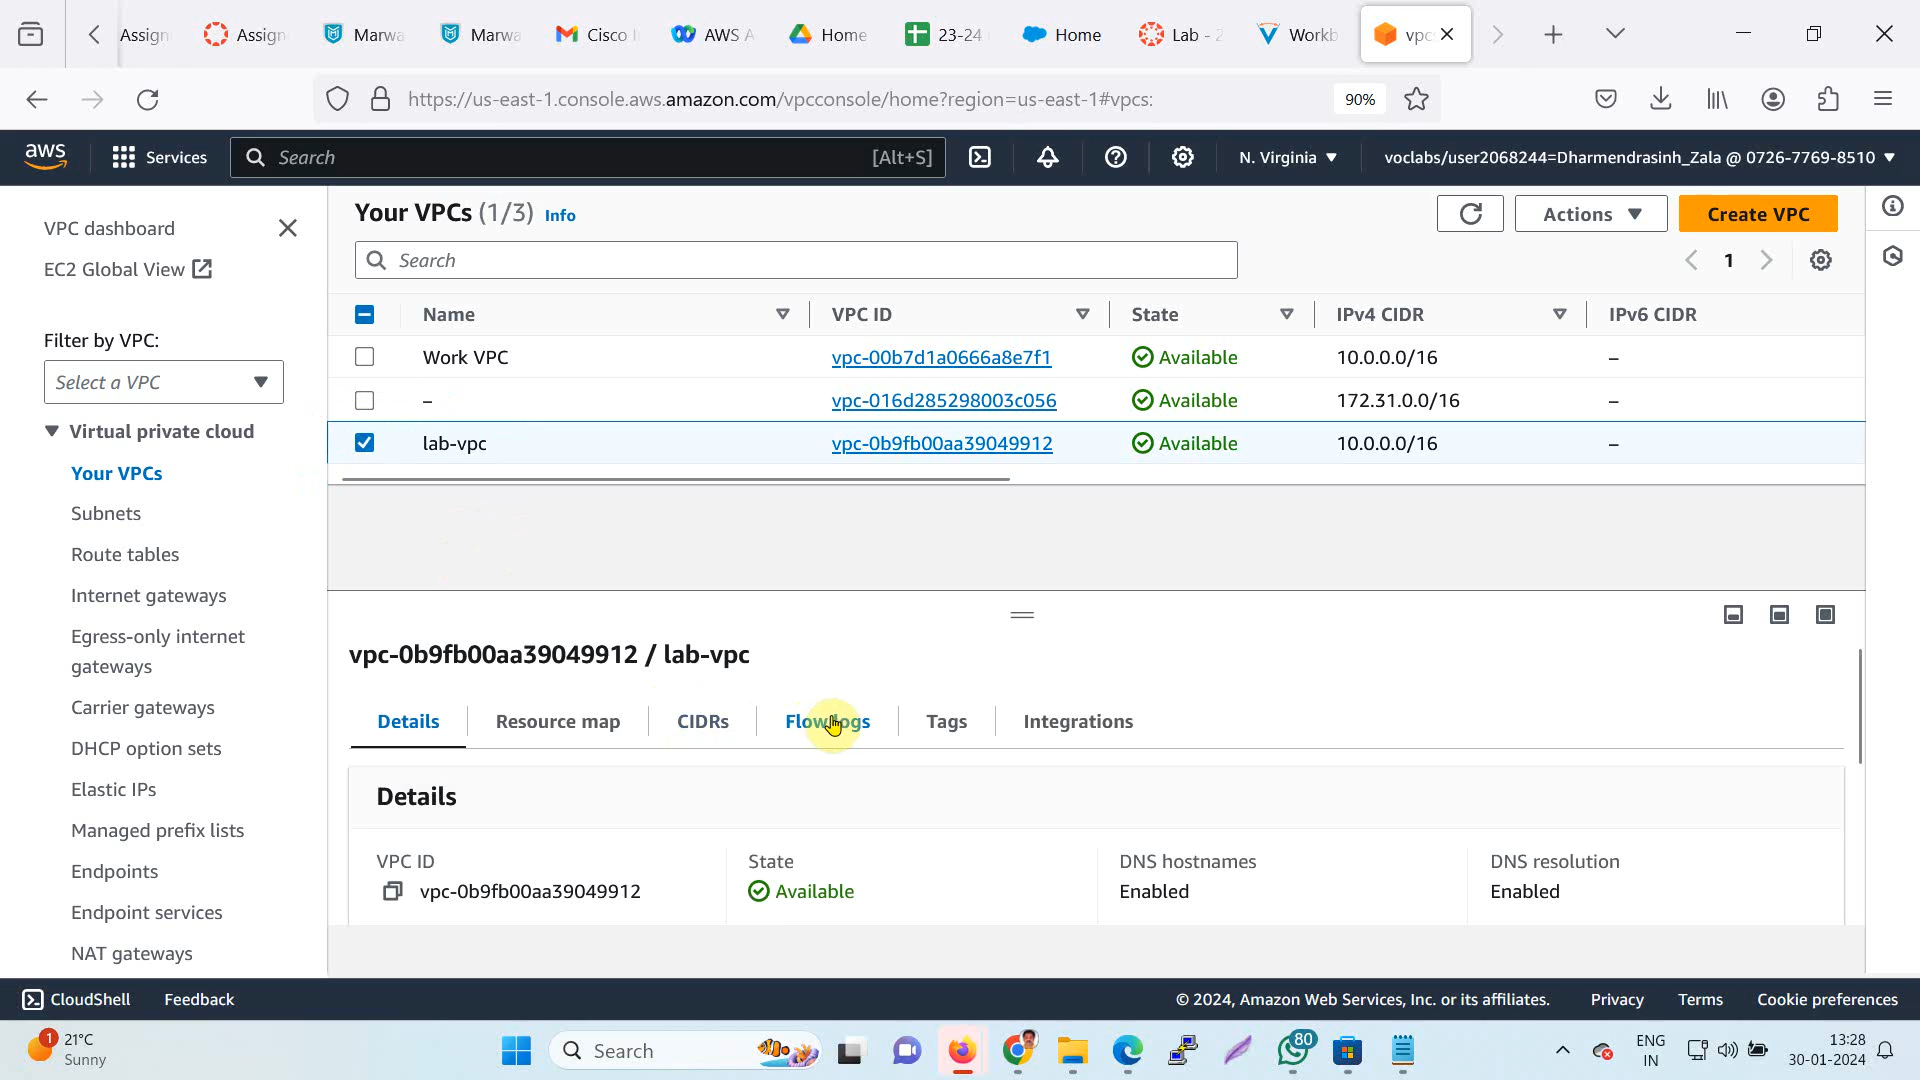 Assign
Assign
Marwa
Marwa
Cisco I
AWS A
Home
23-24
Home
Lab - 2
Workb
vpc
https://us-east-1.console.aws.amazon.com/vpcconsole/home?region=us-east-1#vpcs:
90%
aws
Services
Search
[Alt+S]
N. Virginia
voclabs/user2068244=Dharmendrasinh_Zala @ 0726-7769-8510
VPC dashboard
EC2 Global View
Filter by VPC:
Select a VPC
Virtual private cloud
Your VPCs
Subnets
Route tables
Internet gateways
Egress-only internet
gateways
Carrier gateways
DHCP option sets
Elastic IPs
Managed prefix lists
Endpoints
Endpoint services
NAT gateways
Your VPCs (1/3) Info
Actions
Create VPC
Search
1
Name VPC ID State IPv4 CIDR IPv6 CIDR
Work VPC vpc-00b7d1a0666a8e7f1 Available 10.0.0.0/16 –
– vpc-016d285298003c056 Available 172.31.0.0/16 –
lab-vpc vpc-0b9fb00aa39049912 Available 10.0.0.0/16 –
vpc-0b9fb00aa39049912 / lab-vpc
Details Resource map CIDRs Flow logs Tags Integrations
Details
VPC ID State DNS hostnames DNS resolution
vpc-0b9fb00aa39049912 Available Enabled Enabled
CloudShell Feedback
© 2024, Amazon Web Services, Inc. or its affiliates. Privacy Terms Cookie preferences
1
21°C
Sunny
Search
80
ENG
IN
13:28
30-01-2024